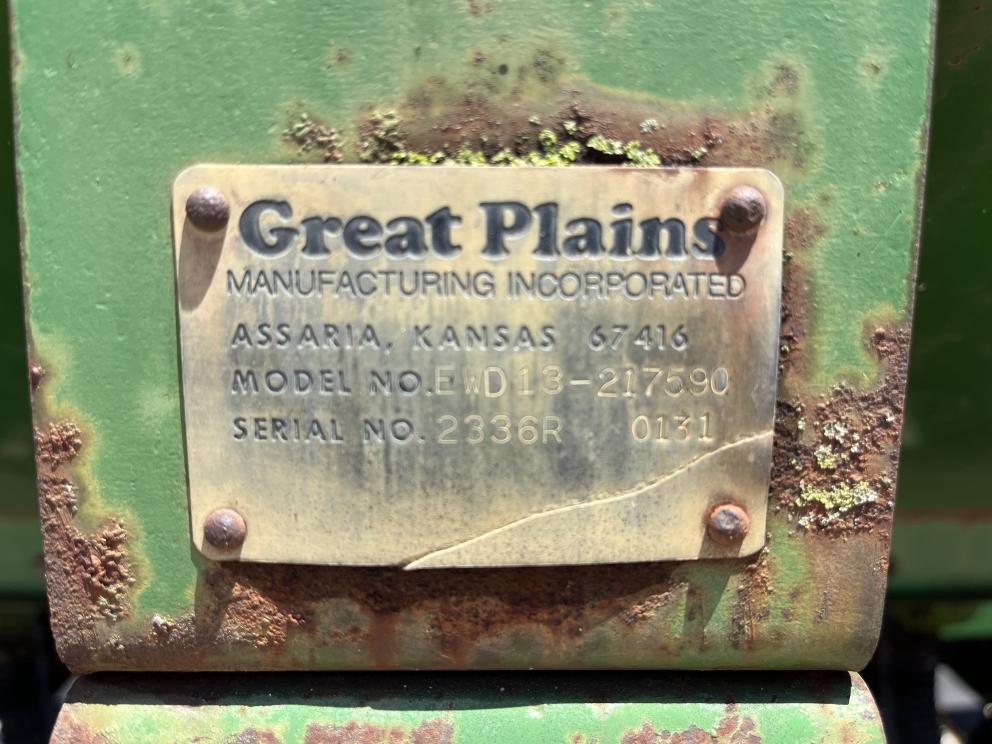 Great Plains
MANUFACTURING INCORPORATED
ASSARIA, KANSAS 67416
MODEL NO. EWD13-217590
SERIAL NO. 2336R 0131